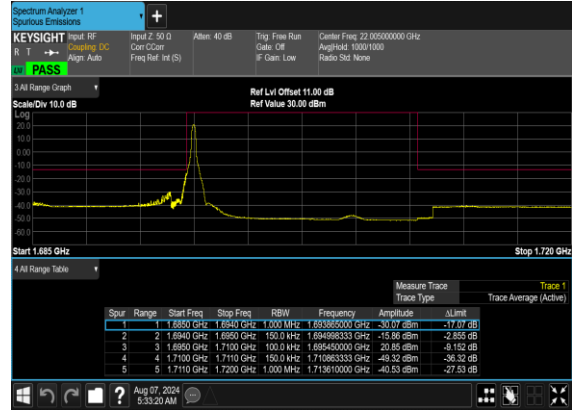 Spectrum Analyzer 1
Spurious Emissions
KEYSIGHT Input: RF Input Z: 50 Ω Atten: 40 dB Trig: Free Run Center Freq: 22.005000000 GHz
R T Coupling: DC Corr CCorr Gate: Off Avg|Hold: 1000/1000
Align: Auto Freq Ref: Int (S) IF Gain: Low Radio Std: None
LM PASS
3 All Range Graph
Ref Lvl Offset 11.00 dB
Scale/Div 10.0 dB Ref Value 30.00 dBm
Log
20.0
10.0
0.00
-10.0
-20.0
-30.0
-40.0
-50.0
-60.0
Start 1.685 GHz Stop 1.720 GHz
4 All Range Table
Measure Trace Trace 1
Trace Type Trace Average (Active)
Spur Range Start Freq Stop Freq RBW Frequency Amplitude ΔLimit
1 1 1.6850 GHz 1.6940 GHz 1.000 MHz 1.693865000 GHz -30.07 dBm -17.07 dB
2 2 1.6940 GHz 1.6950 GHz 150.0 kHz 1.694998333 GHz -15.86 dBm -2.855 dB
3 3 1.6950 GHz 1.7100 GHz 100.0 kHz 1.695450000 GHz 20.85 dBm -9.152 dB
4 4 1.7100 GHz 1.7110 GHz 150.0 kHz 1.710863333 GHz -49.32 dBm -36.32 dB
5 5 1.7110 GHz 1.7200 GHz 1.000 MHz 1.713610000 GHz -40.53 dBm -27.53 dB
? Aug 07, 2024
5:33:20 AM